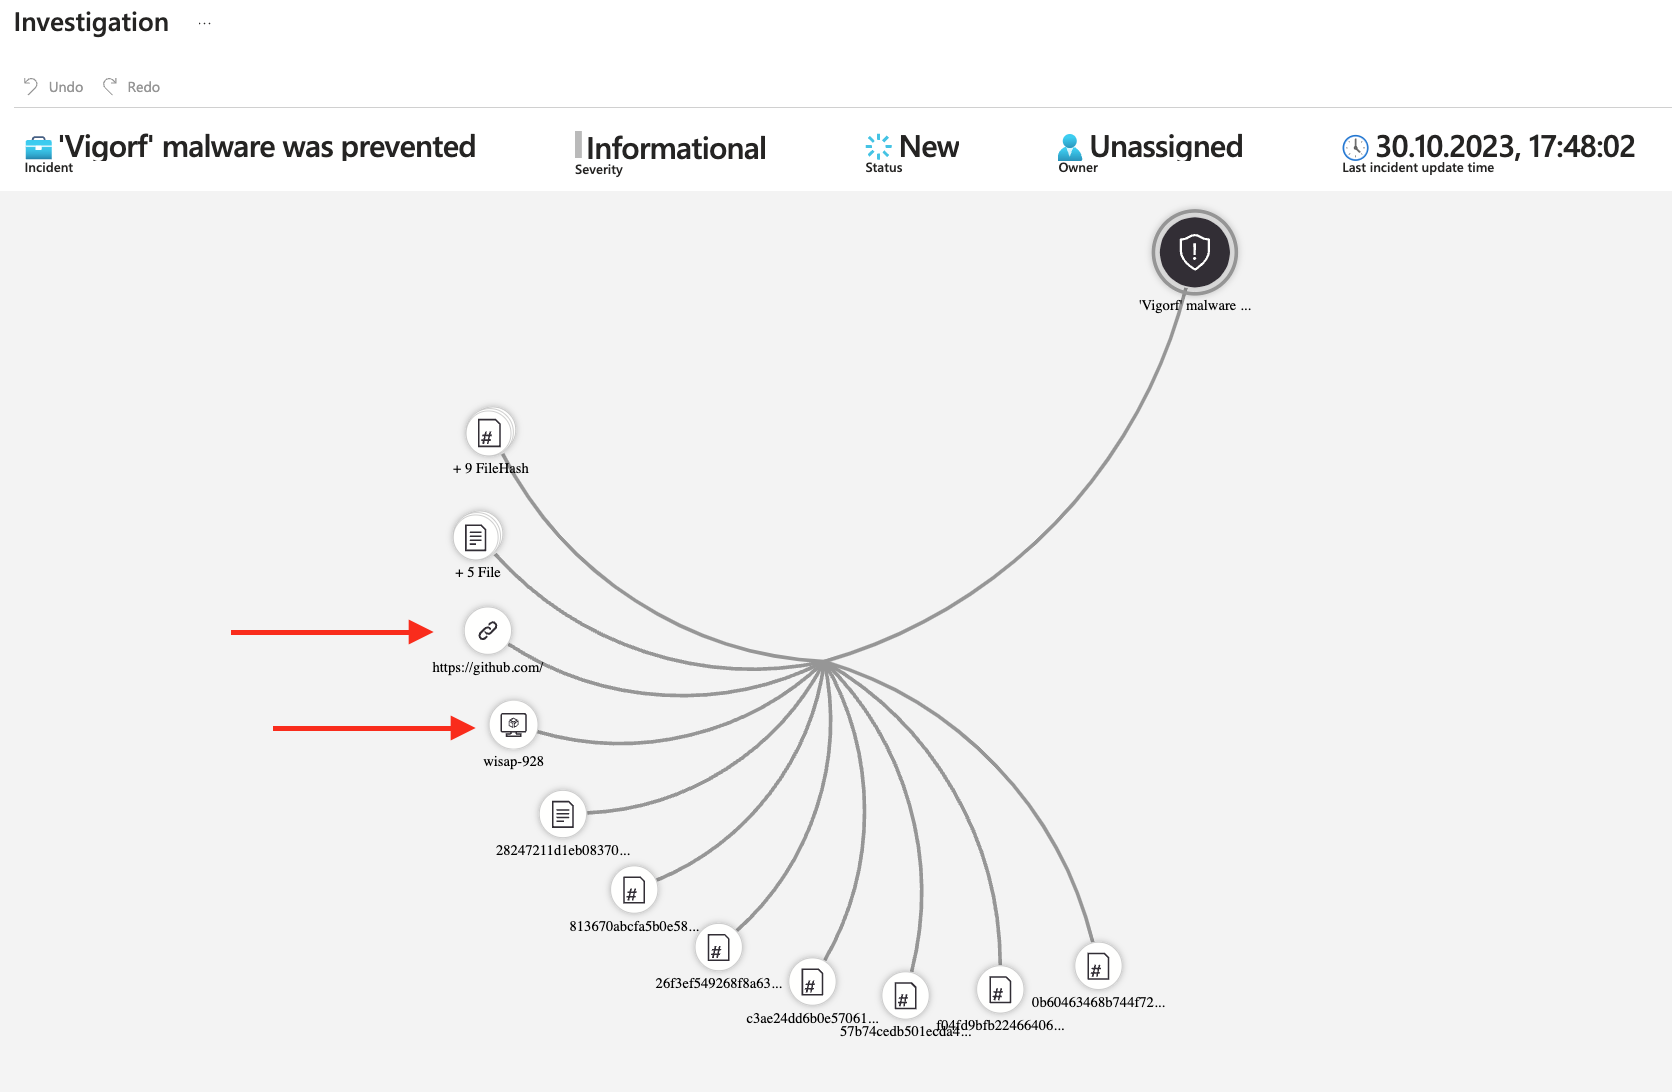 Investigation ...
Undo Redo
'Vigorf' malware was prevented
Incident
Informational
Severity
New
Status
Unassigned
Owner
30.10.2023, 17:48:02
Last incident update time
'Vigorf' malware ...
+ 9 FileHash
+ 5 File
https://github.com/
wisap-928
28247211d1eb08370...
813670abcfa5b0e58...
26f3ef549268f8a63...
c3ae24dd6b0e57061...
57b74cedb501ecda4...
f04fd9bfb22466406...
0b60463468b744f72...